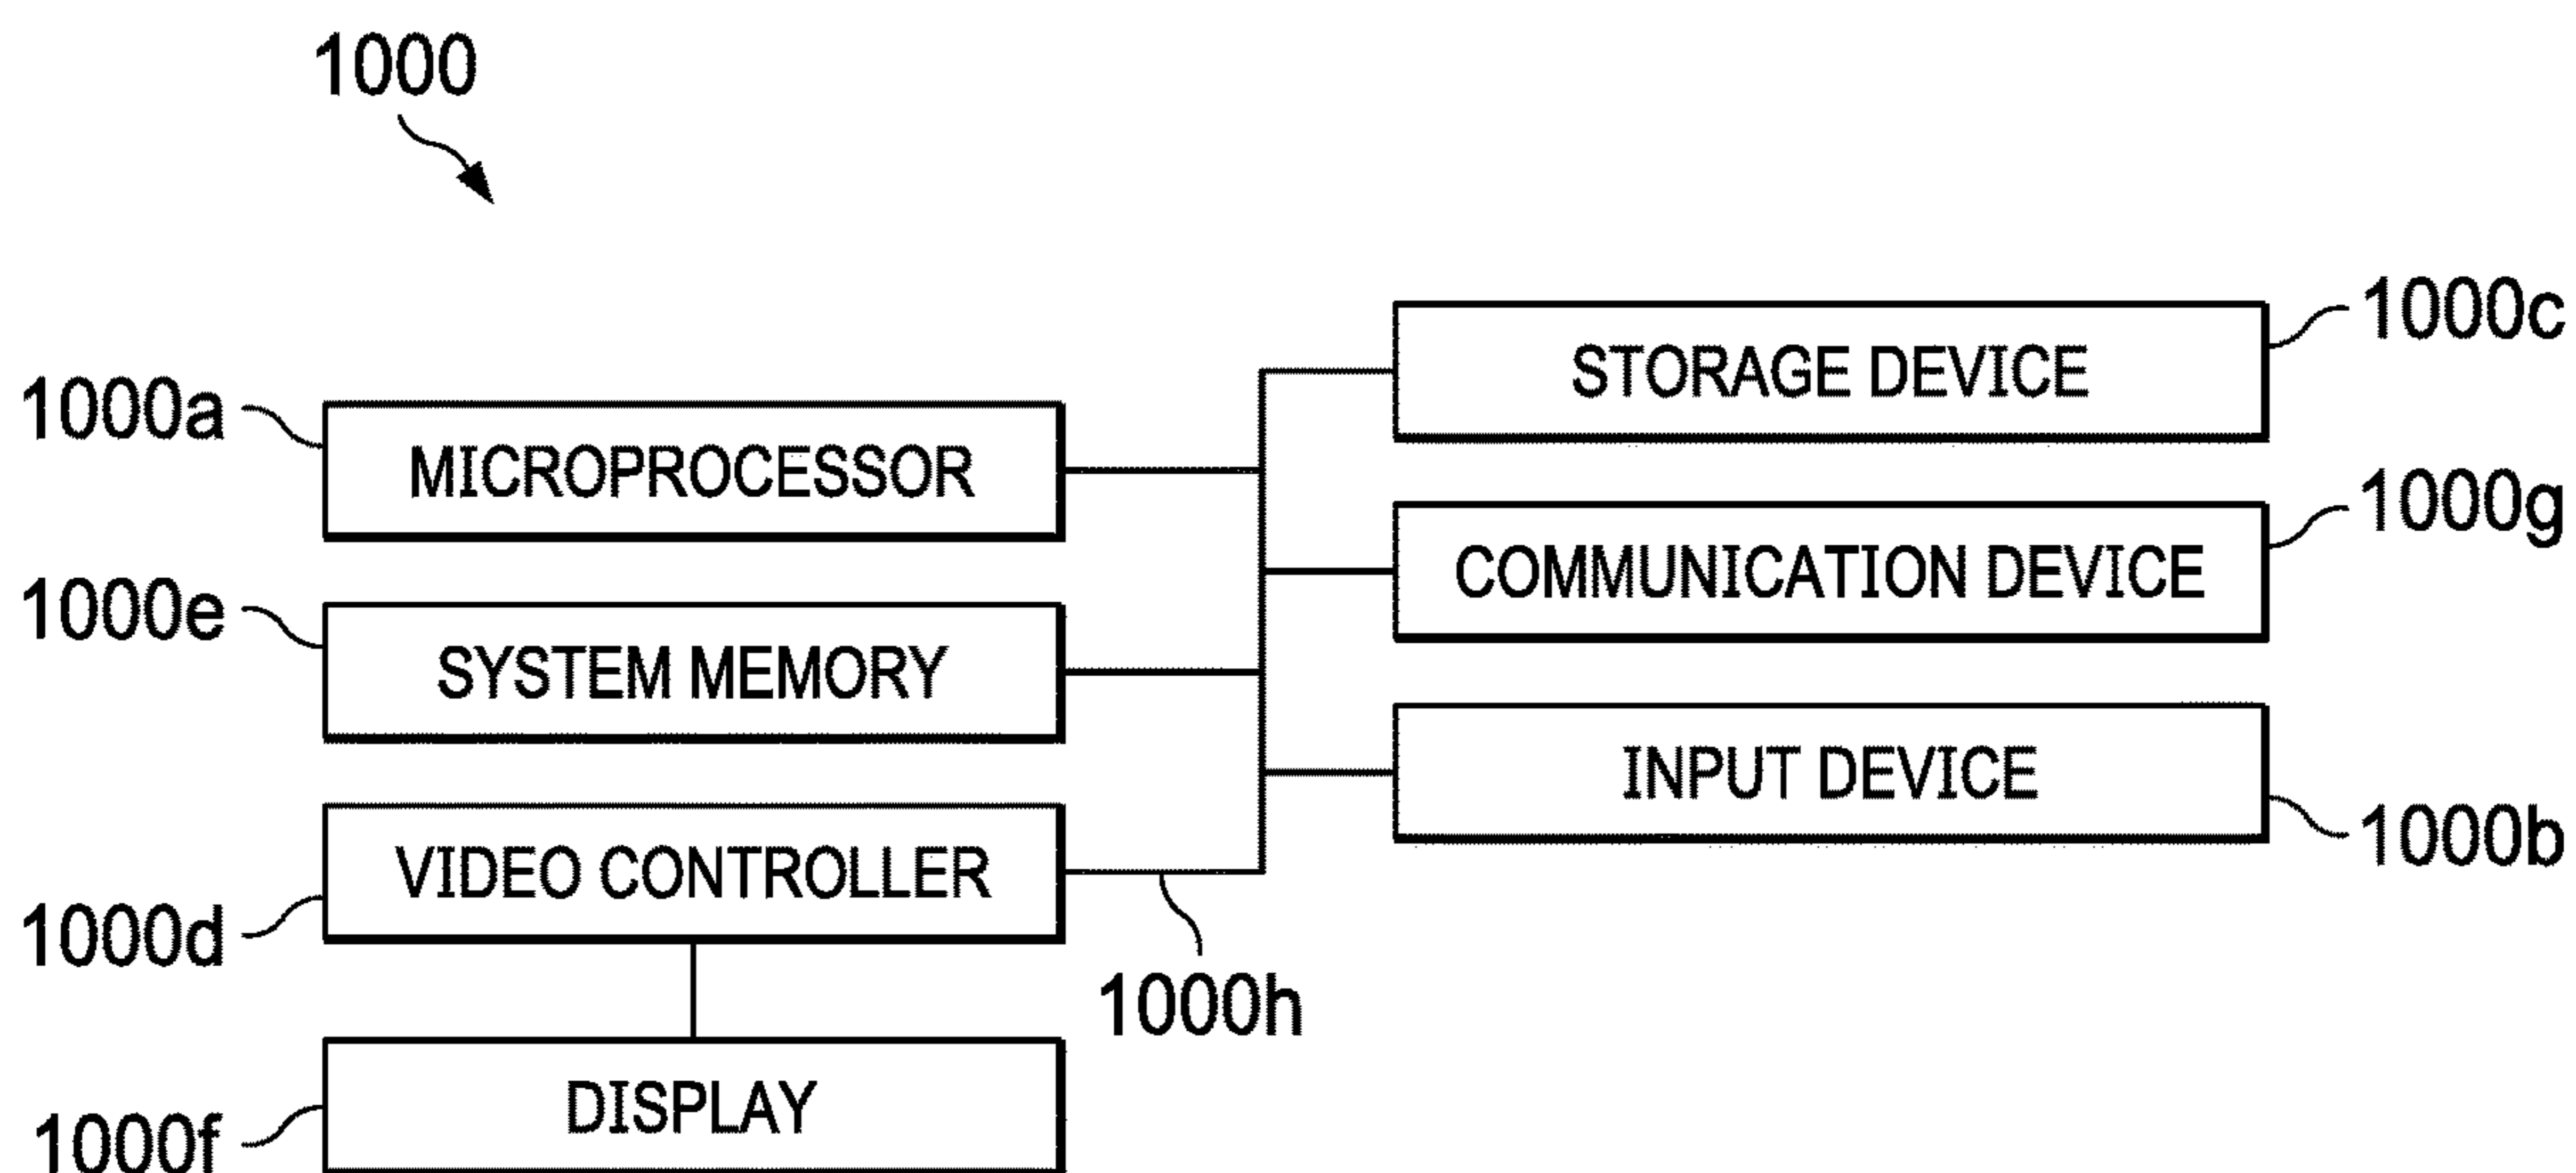 1000
STORAGE DEVICE
1000c
1000a
MICROPROCESSOR
COMMUNICATION DEVICE
1000g
1000e
SYSTEM MEMORY
INPUT DEVICE
1000b
VIDEO CONTROLLER
1000d
1000h
DISPLAY
1000f